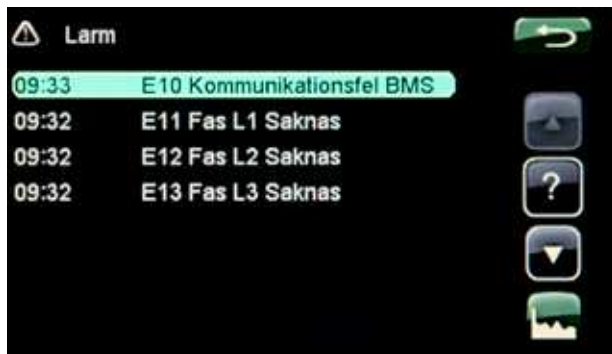 Larm
09:33 E10 Kommunikationsfel BMS
09:32 E11 Fas L1 Saknas
09:32 E12 Fas L2 Saknas
09:32 E13 Fas L3 Saknas
?